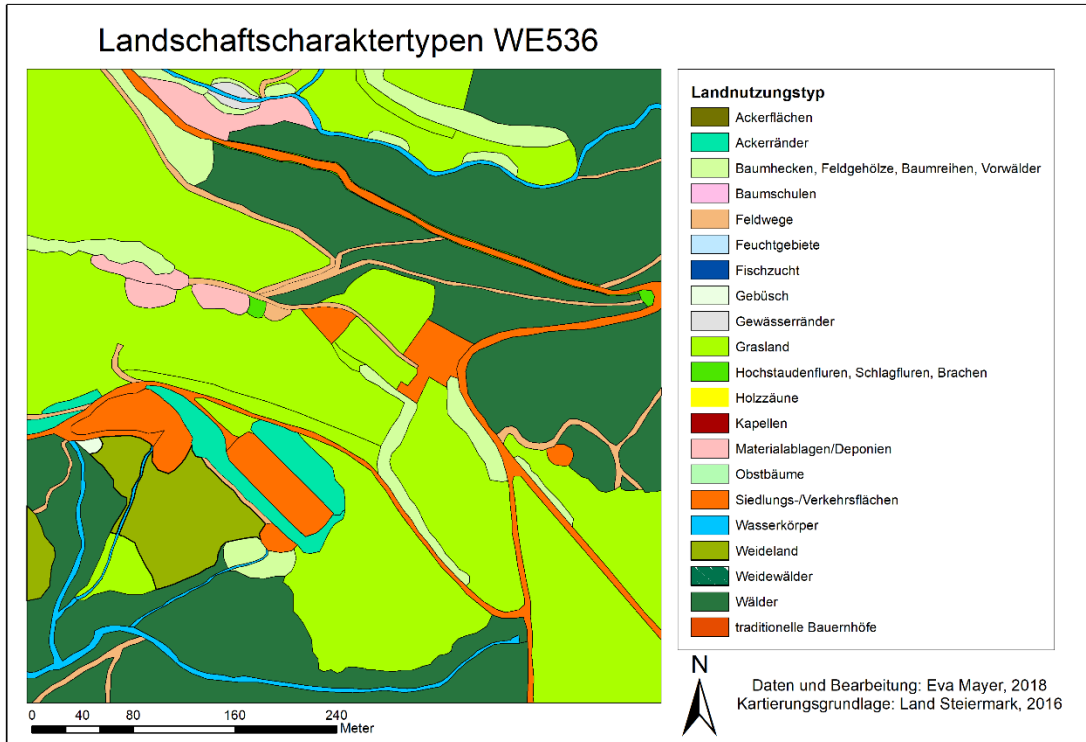 Landschaftscharaktertypen WE536
Landnutzungstyp
Ackerflächen
Ackerränder
Baumhecken, Feldgehölze, Baumreihen, Vorwälder
Baumschulen
Feldwege
Feuchtgebiete
Fischzucht
Gebüsch
Gewässerränder
Grasland
Hochstaudenfluren, Schlagfluren, Brachen
Holzzäune
Kapellen
Materialablagen/Deponien
Obstbäume
Siedlungs-/Verkehrsflächen
Wasserkörper
Weideland
Weidewälder
Wälder
traditionelle Bauernhöfe
N
Daten und Bearbeitung: Eva Mayer, 2018
Kartierungsgrundlage: Land Steiermark, 2016
0 40 80 160 240
Meter